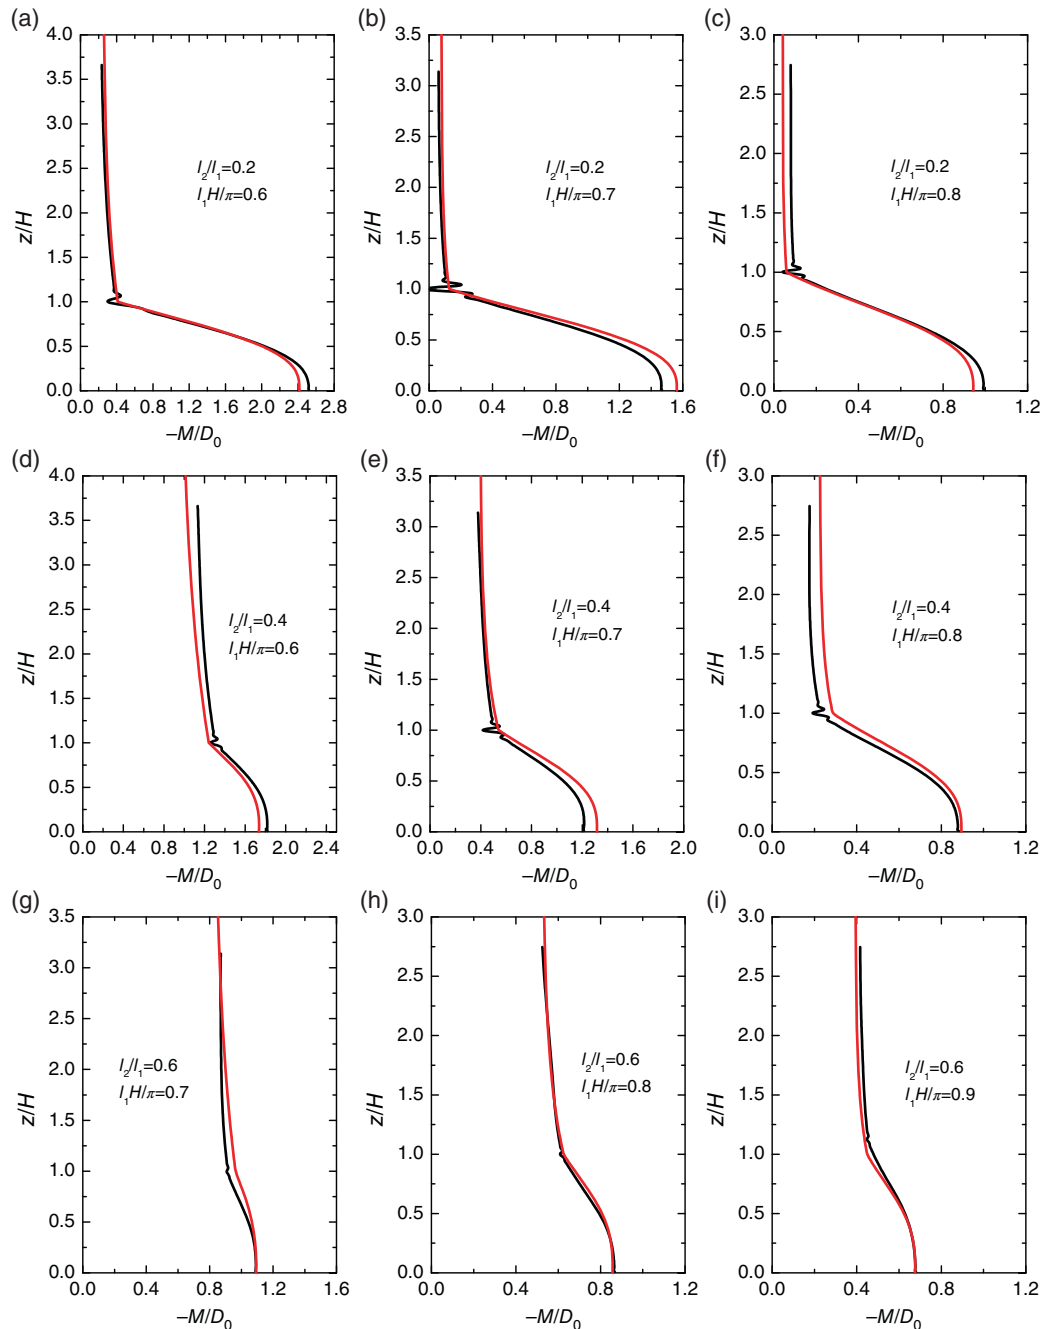 (a)
4.0
3.5
3.0
2.5
2.0
1.5
1.0
0.5
0.0
z/H
l₂/l₁=0.2
l₁H/π=0.6
0.0 0.4 0.8 1.2 1.6 2.0 2.4 2.8
−M/D₀
(b)
3.5
3.0
2.5
2.0
1.5
1.0
0.5
0.0
z/H
l₂/l₁=0.2
l₁H/π=0.7
0.0 0.4 0.8 1.2 1.6
−M/D₀
(c)
3.0
2.5
2.0
1.5
1.0
0.5
0.0
z/H
l₂/l₁=0.2
l₁H/π=0.8
0.0 0.4 0.8 1.2
−M/D₀
(d)
4.0
3.5
3.0
2.5
2.0
1.5
1.0
0.5
0.0
z/H
l₂/l₁=0.4
l₁H/π=0.6
0.0 0.4 0.8 1.2 1.6 2.0 2.4
−M/D₀
(e)
3.5
3.0
2.5
2.0
1.5
1.0
0.5
0.0
z/H
l₂/l₁=0.4
l₁H/π=0.7
0.0 0.4 0.8 1.2 1.6 2.0
−M/D₀
(f)
3.0
2.5
2.0
1.5
1.0
0.5
0.0
z/H
l₂/l₁=0.4
l₁H/π=0.8
0.0 0.4 0.8 1.2
−M/D₀
(g)
3.5
3.0
2.5
2.0
1.5
1.0
0.5
0.0
z/H
l₂/l₁=0.6
l₁H/π=0.7
0.0 0.4 0.8 1.2 1.6
−M/D₀
(h)
3.0
2.5
2.0
1.5
1.0
0.5
0.0
z/H
l₂/l₁=0.6
l₁H/π=0.8
0.0 0.4 0.8 1.2
−M/D₀
(i)
3.0
2.5
2.0
1.5
1.0
0.5
0.0
z/H
l₂/l₁=0.6
l₁H/π=0.9
0.0 0.4 0.8 1.2
−M/D₀